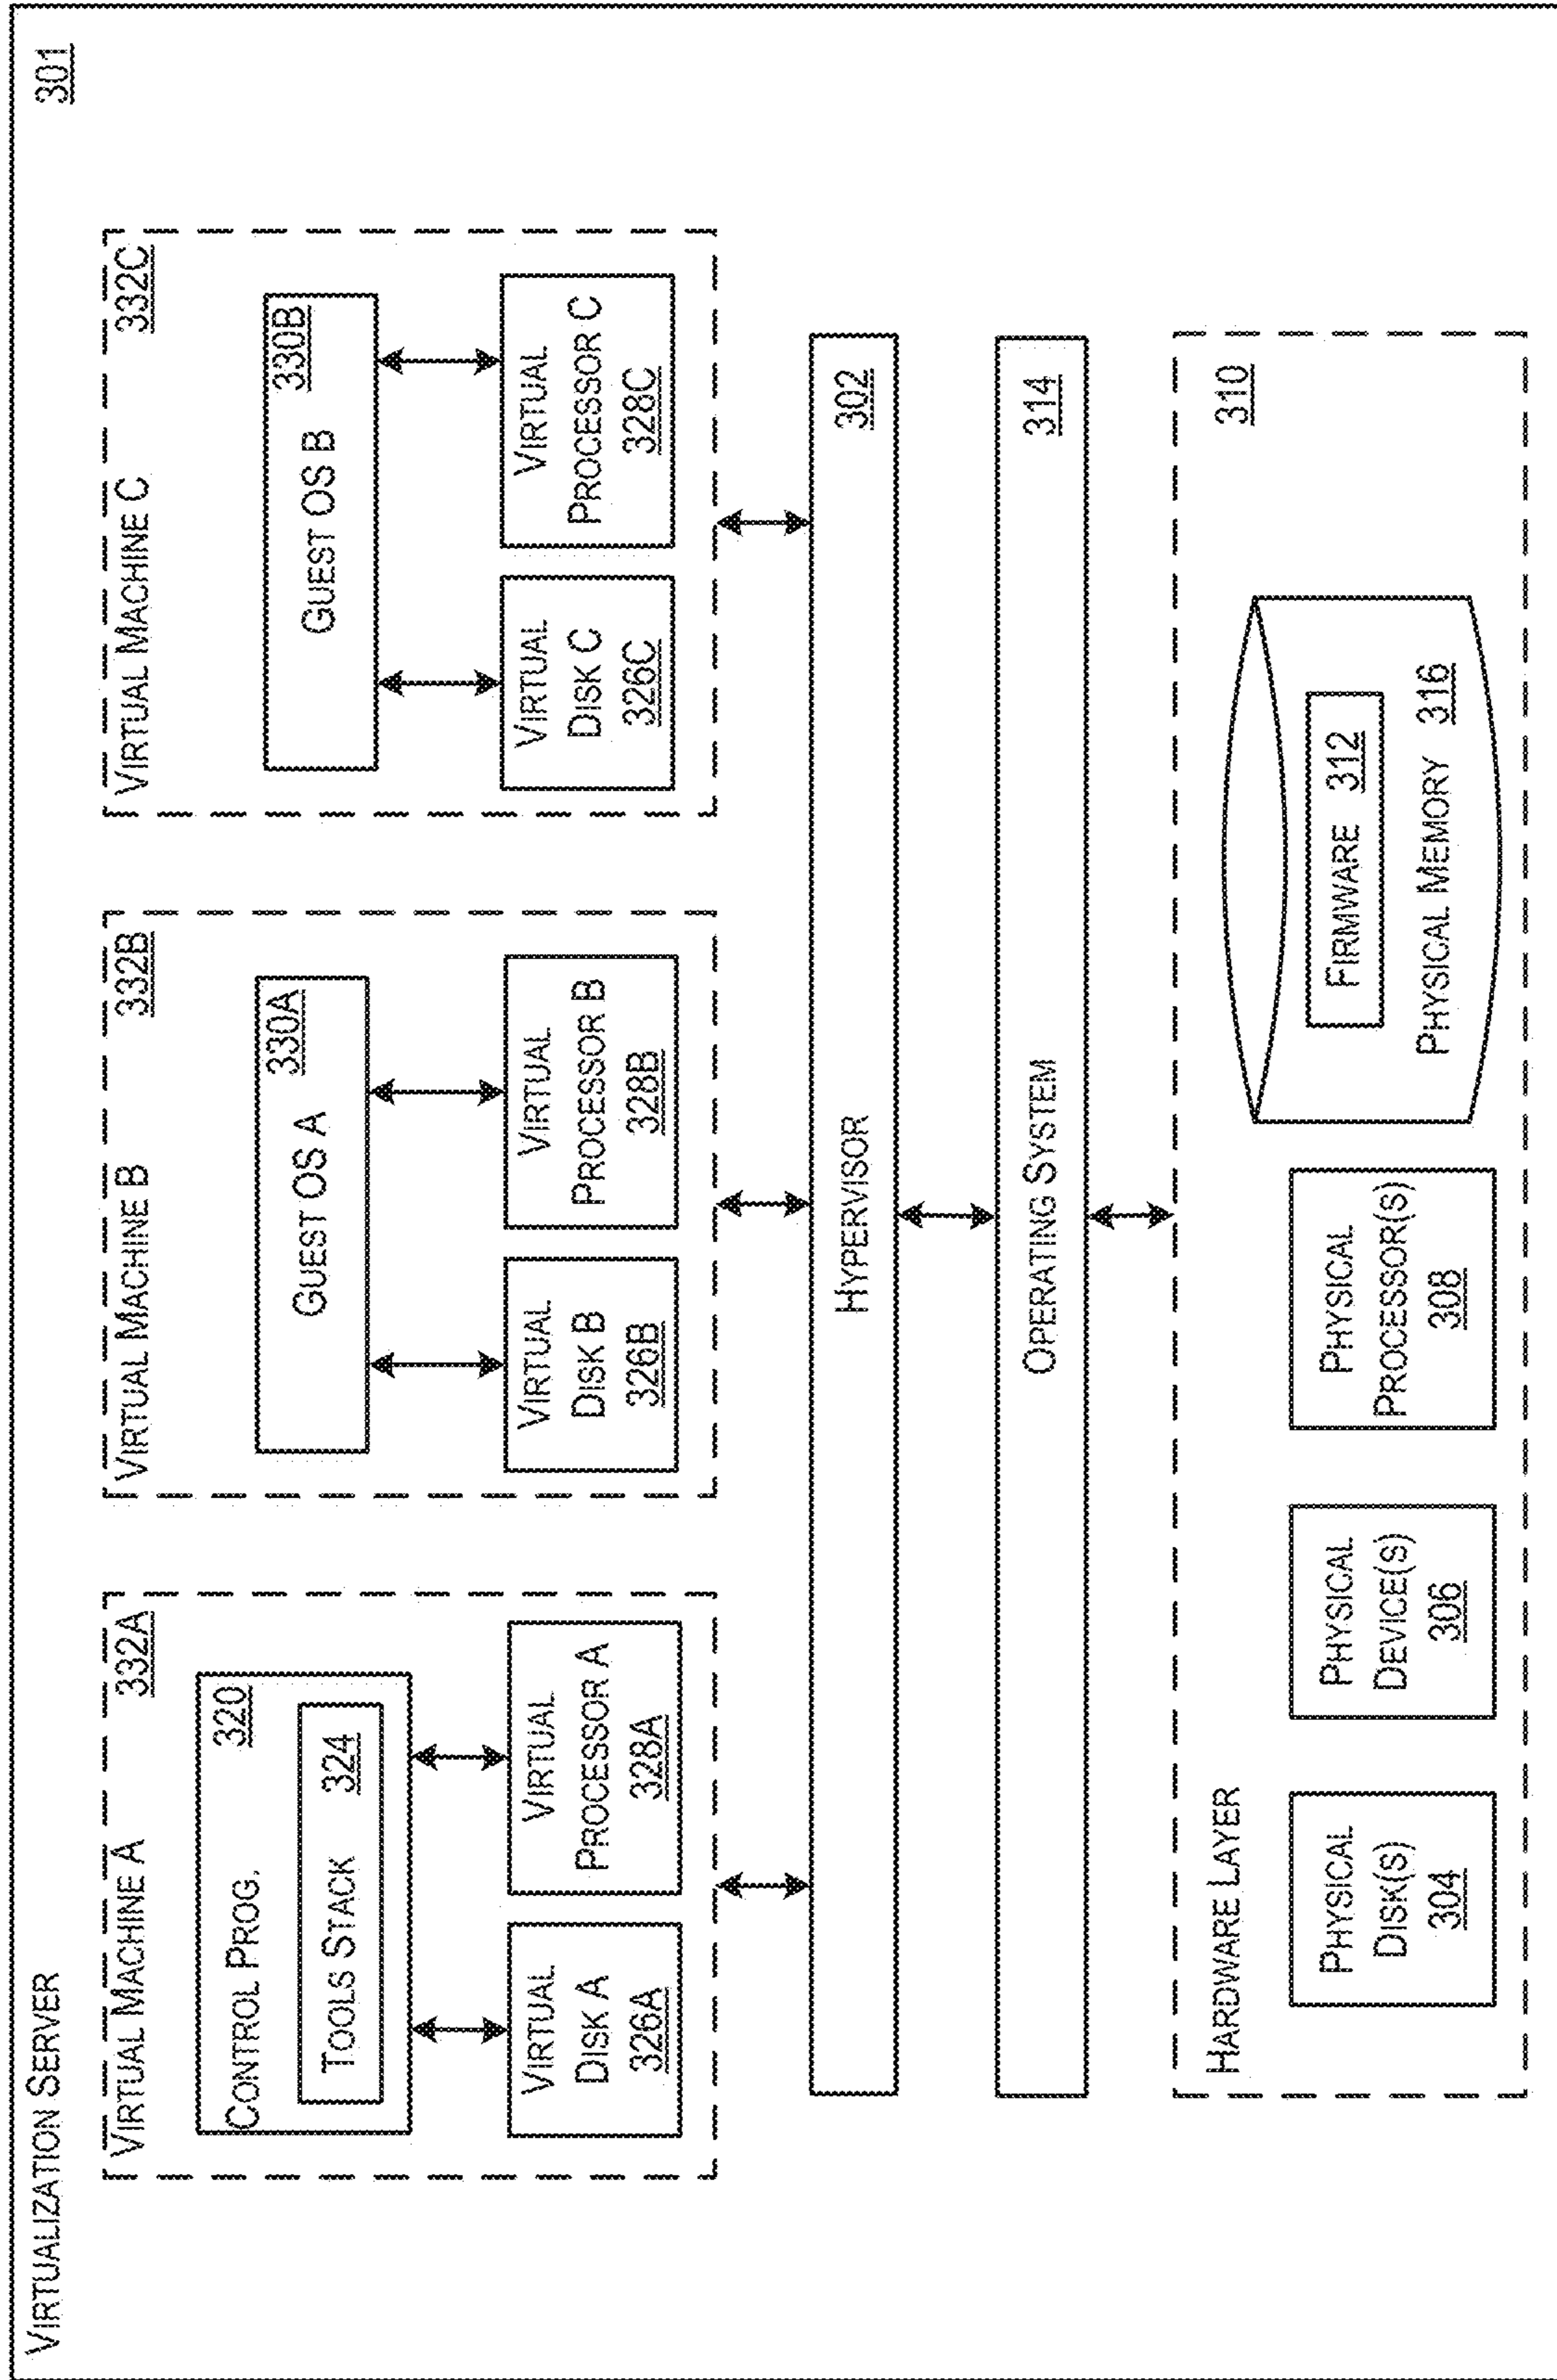 VIRTUALIZATION SERVER
301
VIRTUAL MACHINE A
332A
CONTROL PROG.
320
TOOLS STACK 324
VIRTUAL
DISK A
326A
VIRTUAL
PROCESSOR A
328A
VIRTUAL MACHINE B
332B
GUEST OS A
330A
VIRTUAL
DISK B
326B
VIRTUAL
PROCESSOR B
328B
VIRTUAL MACHINE C
332C
GUEST OS B
330B
VIRTUAL
DISK C
326C
VIRTUAL
PROCESSOR C
328C
HYPERVISOR
302
OPERATING SYSTEM
314
HARDWARE LAYER
310
PHYSICAL
DISK(S)
304
PHYSICAL
DEVICE(S)
306
PHYSICAL
PROCESSOR(S)
308
FIRMWARE 312
PHYSICAL MEMORY 316